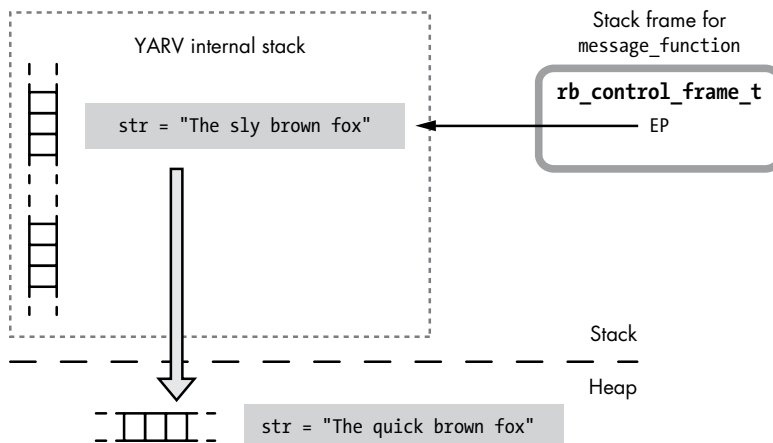 Stack frame for
message_function
YARV internal stack
rb_control_frame_t
str = "The sly brown fox"
EP
Stack
Heap
str = "The quick brown fox"